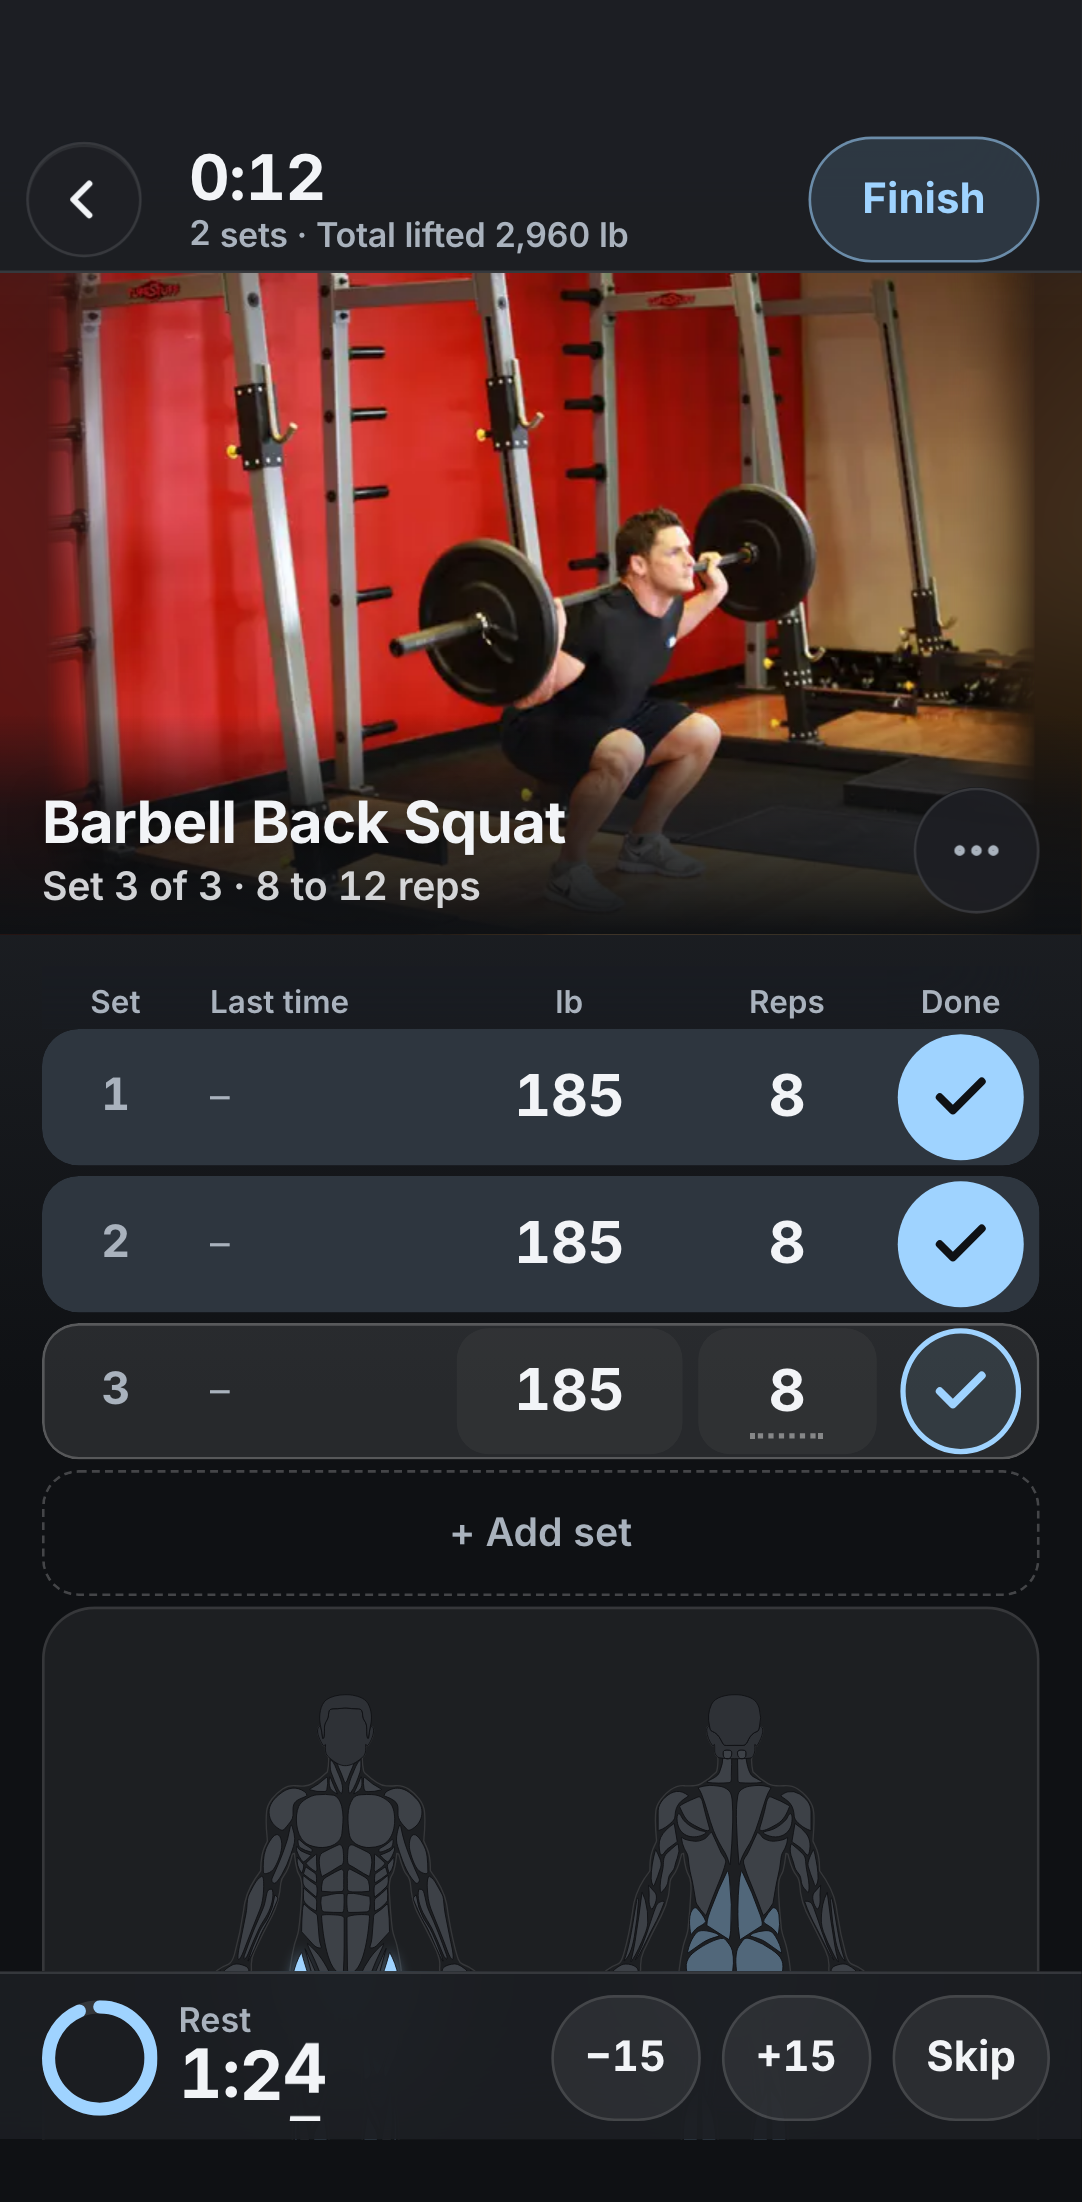 0:12
2 sets · Total lifted 2,960 lb
Finish
Barbell Back Squat
Set 3 of 3 · 8 to 12 reps
Set Last time lb Reps Done
1 – 185 8
2 – 185 8
3 – 185 8
+ Add set
Rest
1:24
−15 +15 Skip